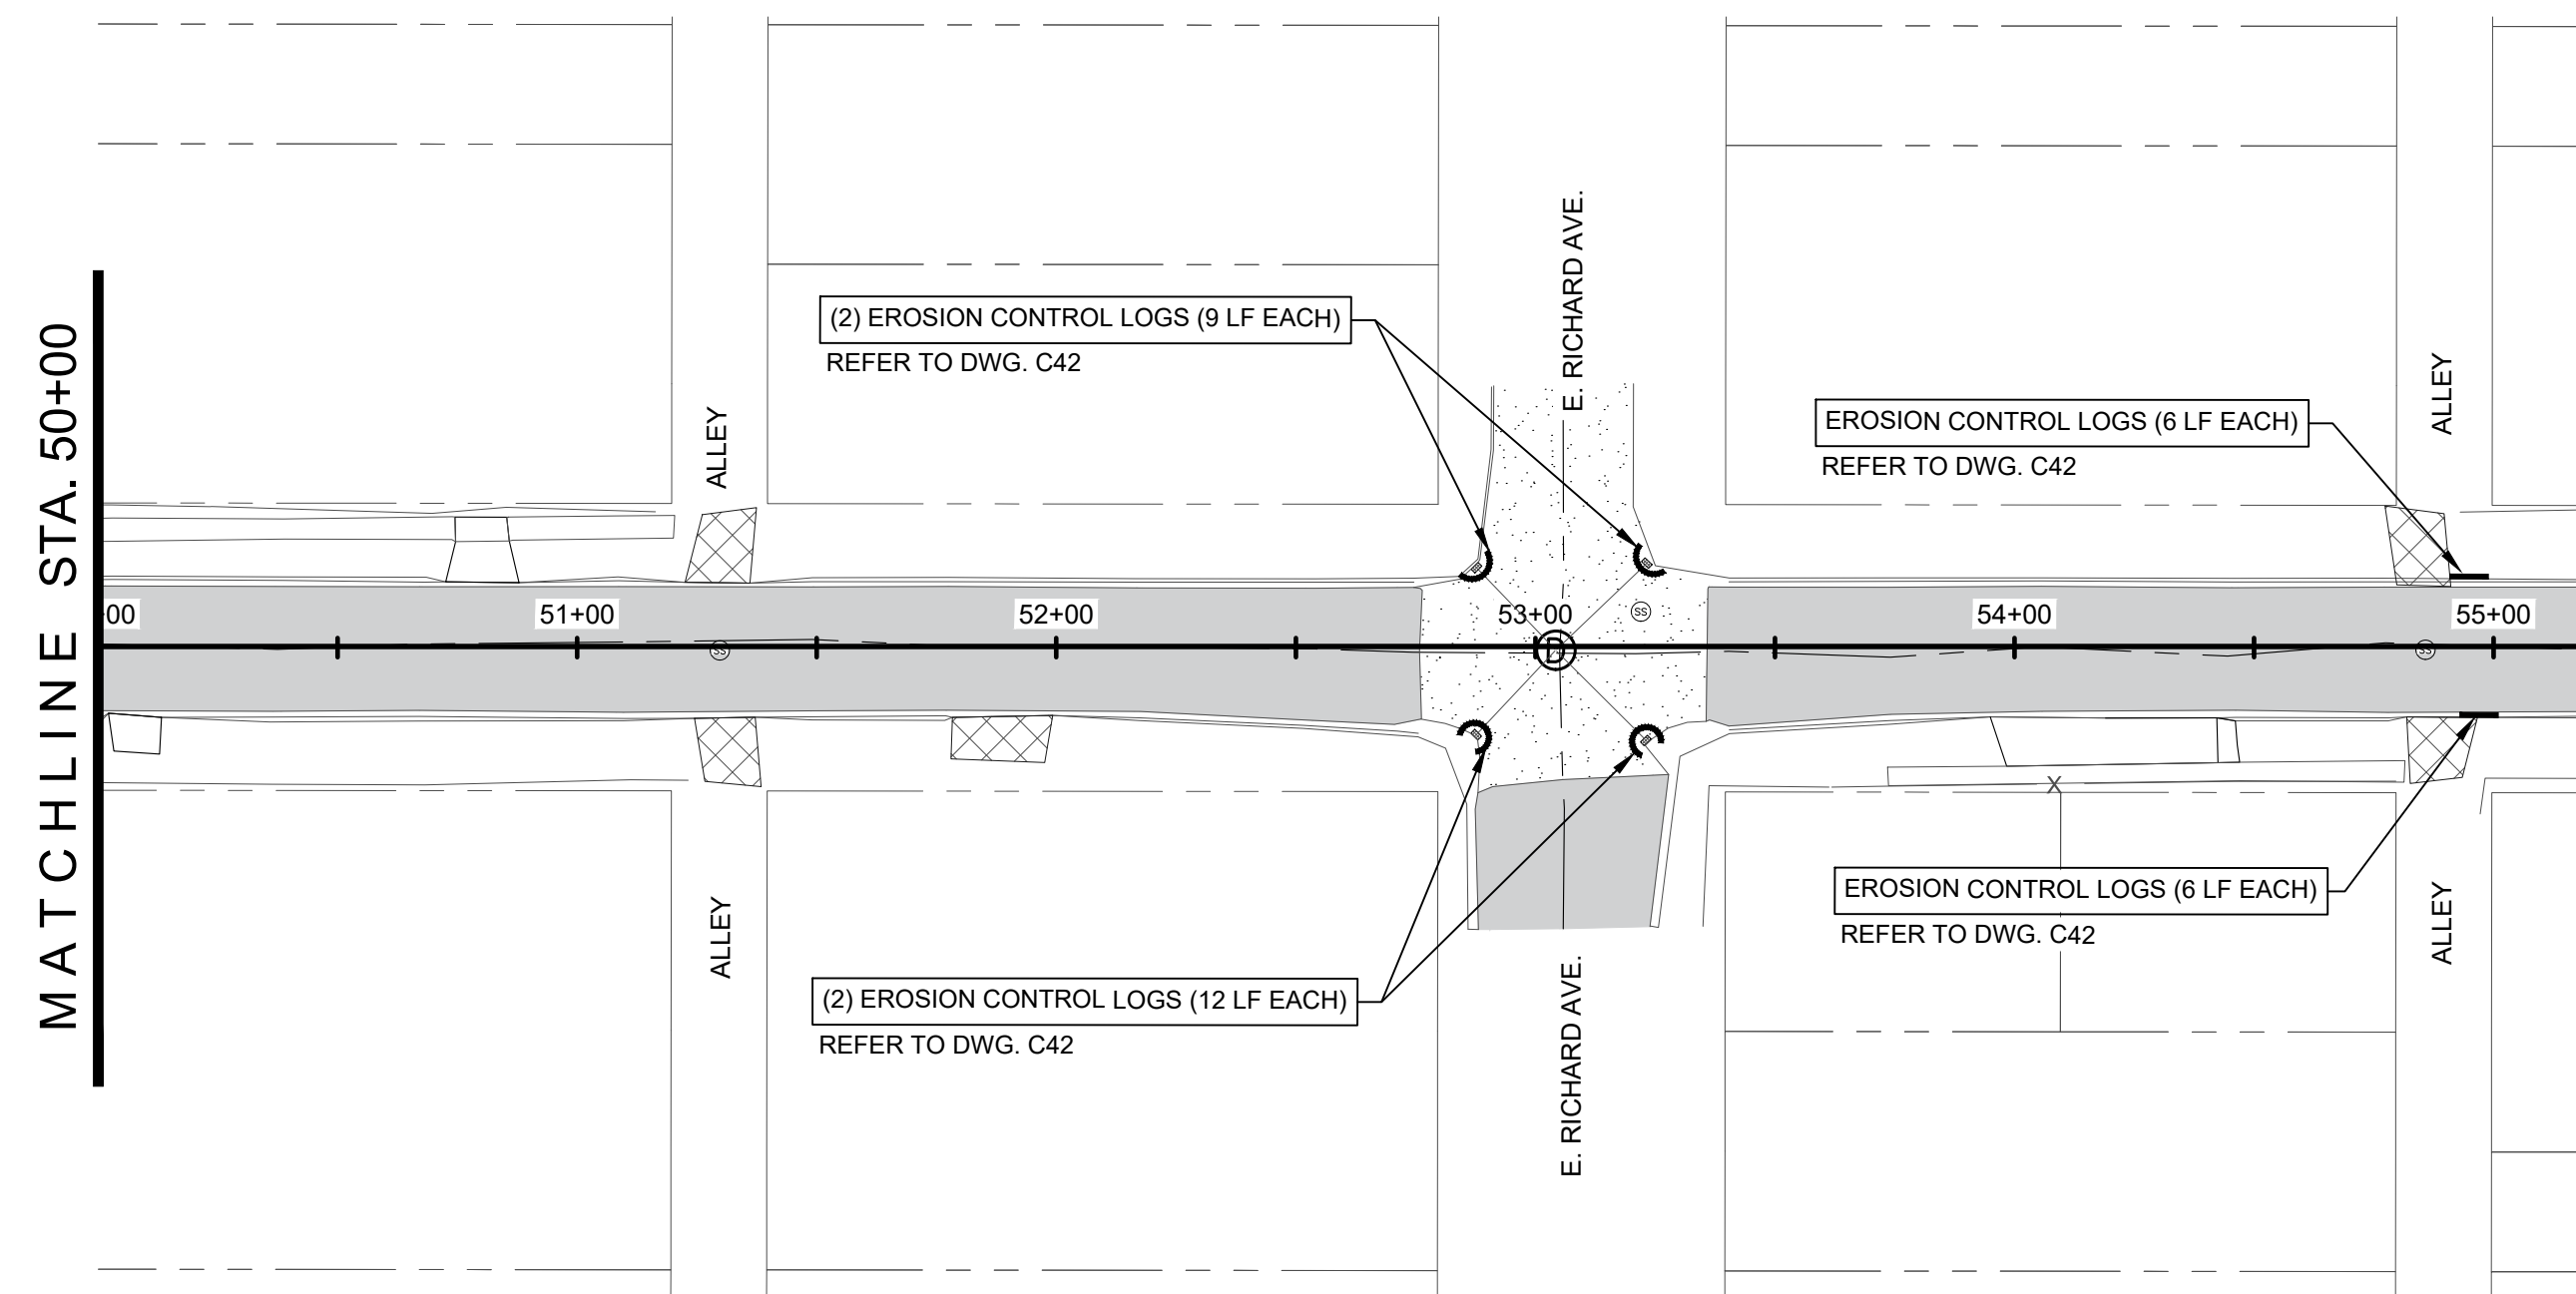 MATCHLINE STA. 50+00
E. RICHARD AVE.
(2) EROSION CONTROL LOGS (9 LF EACH)
REFER TO DWG. C42
ALLEY
EROSION CONTROL LOGS (6 LF EACH)
REFER TO DWG. C42
ALLEY
+00
51+00
52+00
53+00
54+00
55+00
SS
SS
SS
D
X
ALLEY
EROSION CONTROL LOGS (6 LF EACH)
REFER TO DWG. C42
ALLEY
(2) EROSION CONTROL LOGS (12 LF EACH)
REFER TO DWG. C42
E. RICHARD AVE.